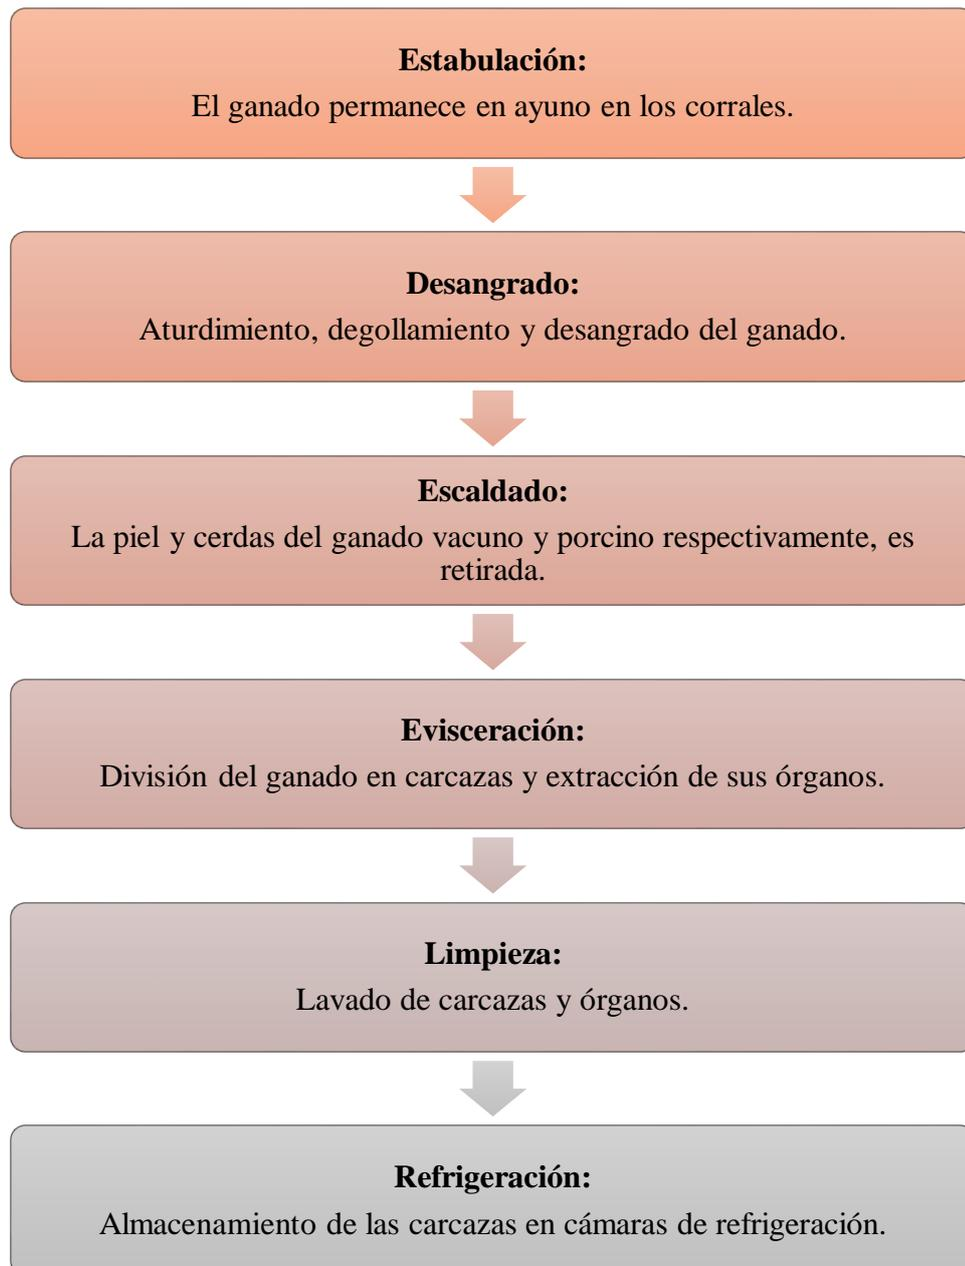 Estabulación:
El ganado permanece en ayuno en los corrales.
Desangrado:
Aturdimiento, degollamiento y desangrado del ganado.
Escaldado:
La piel y cerdas del ganado vacuno y porcino respectivamente, es
retirada.
Evisceración:
División del ganado en carcazas y extracción de sus órganos.
Limpieza:
Lavado de carcazas y órganos.
Refrigeración:
Almacenamiento de las carcazas en cámaras de refrigeración.